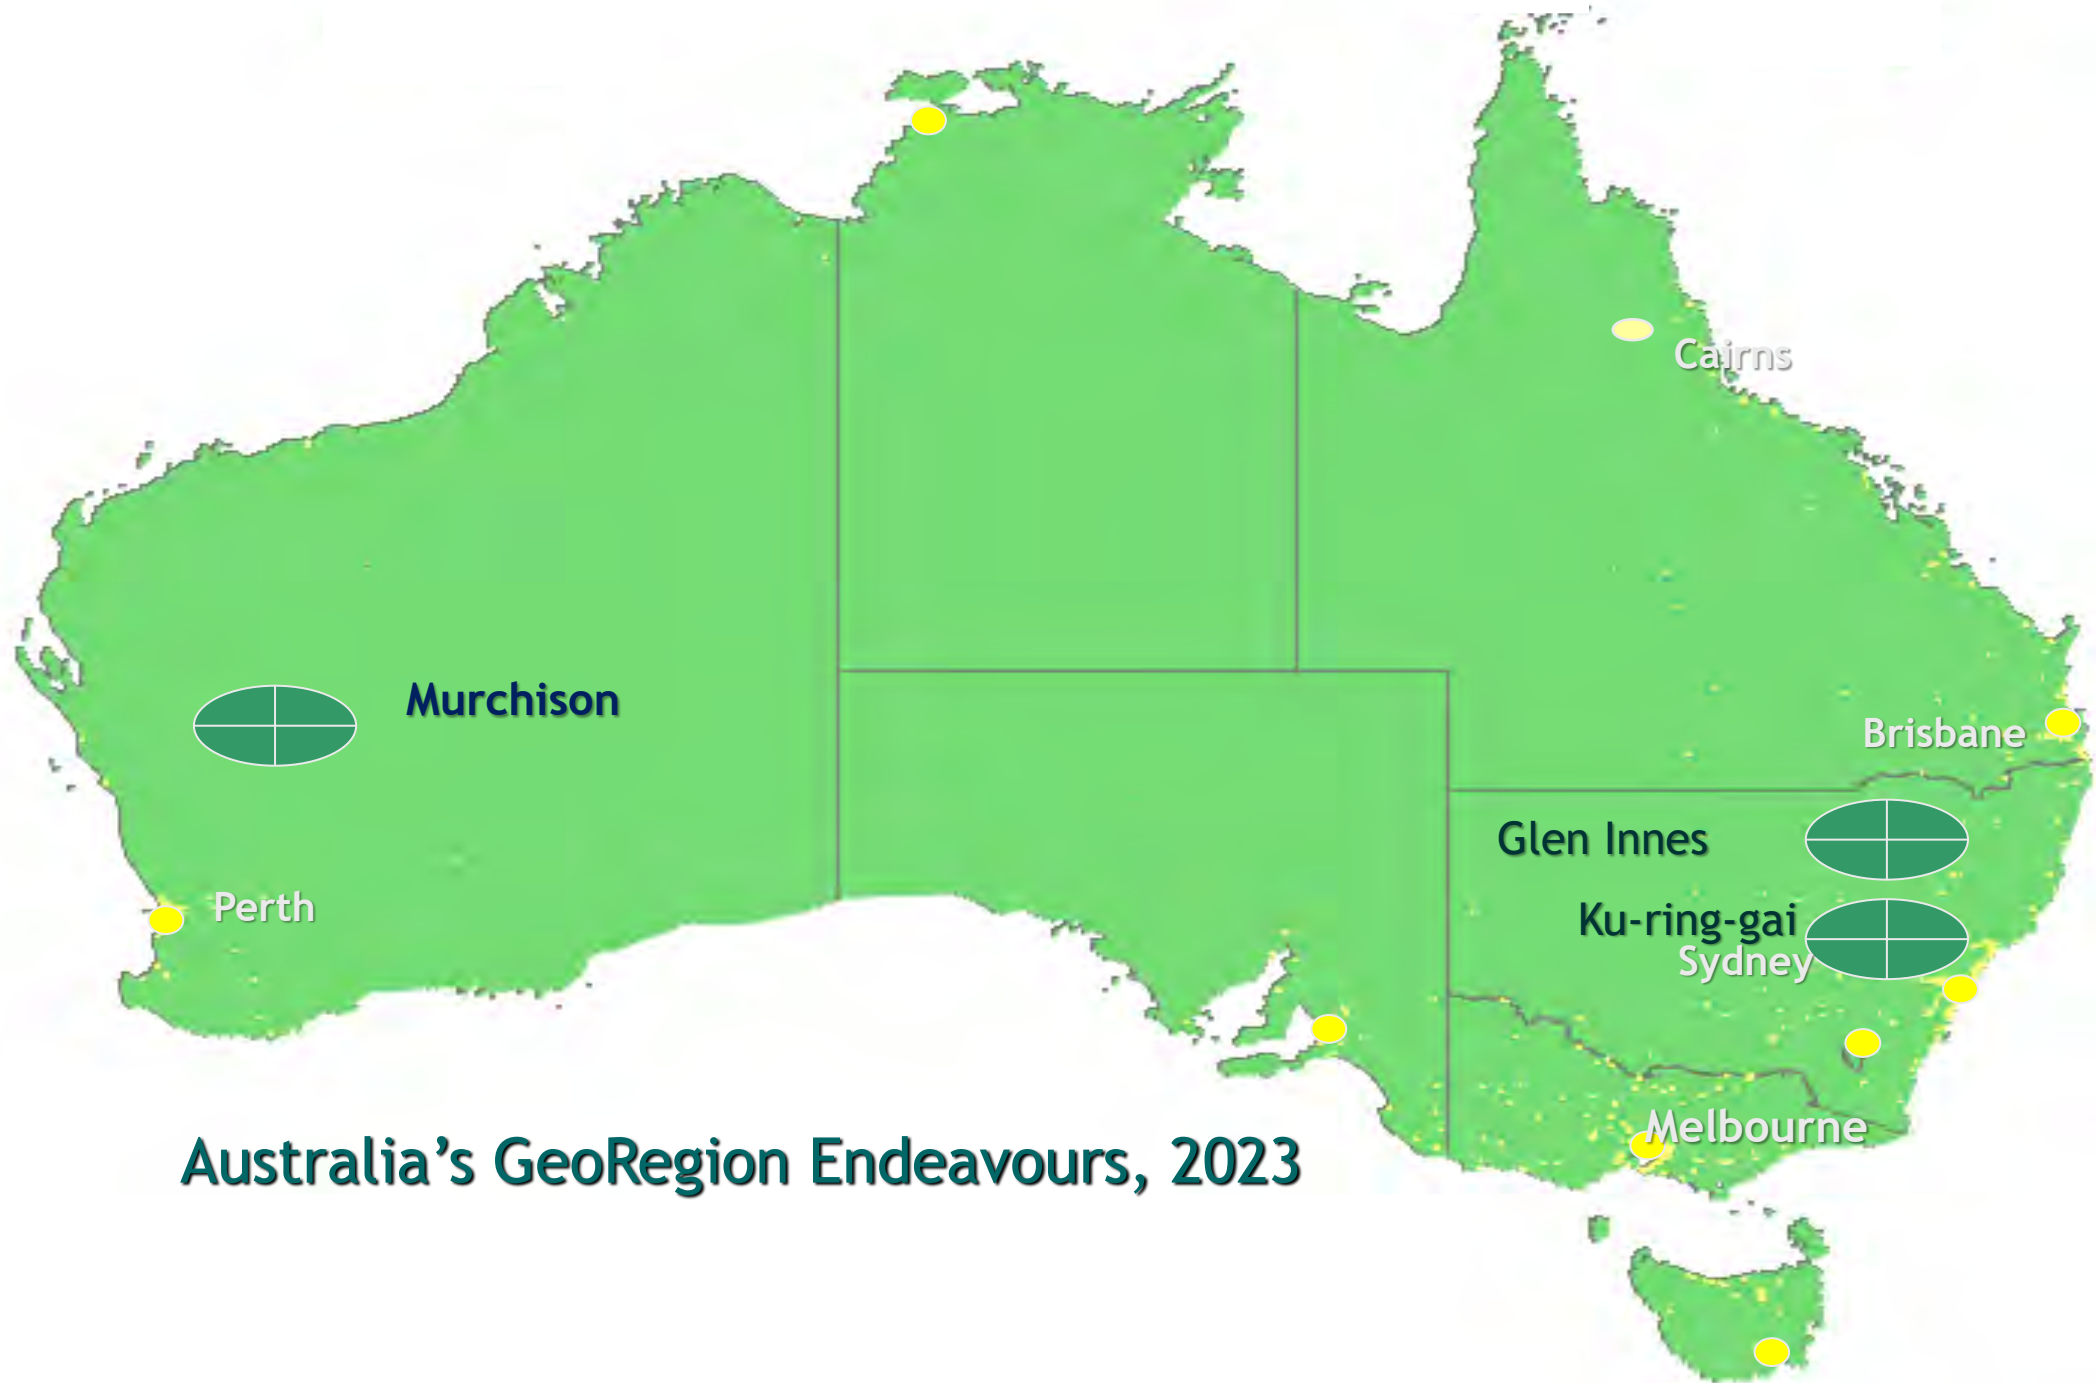 Cairns
Murchison
Brisbane
Glen Innes
Perth
Ku-ring-gai
Sydney
Melbourne
Australia’s GeoRegion Endeavours, 2023